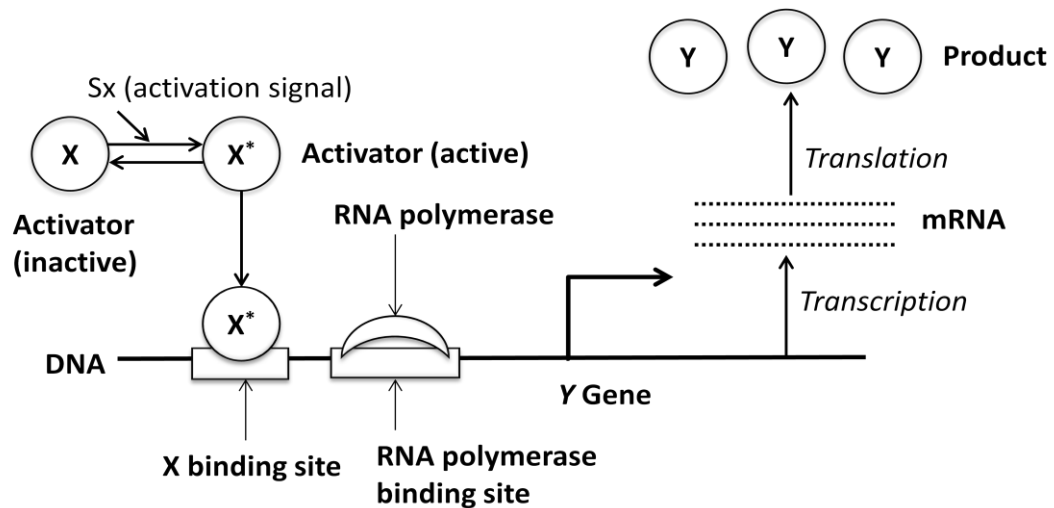 Y
Y
Y
Product
Sx (activation signal)
X
X*
Activator (active)
Translation
Activator
(inactive)
RNA polymerase
mRNA
X*
Transcription
DNA
Y Gene
X binding site
RNA polymerase
binding site